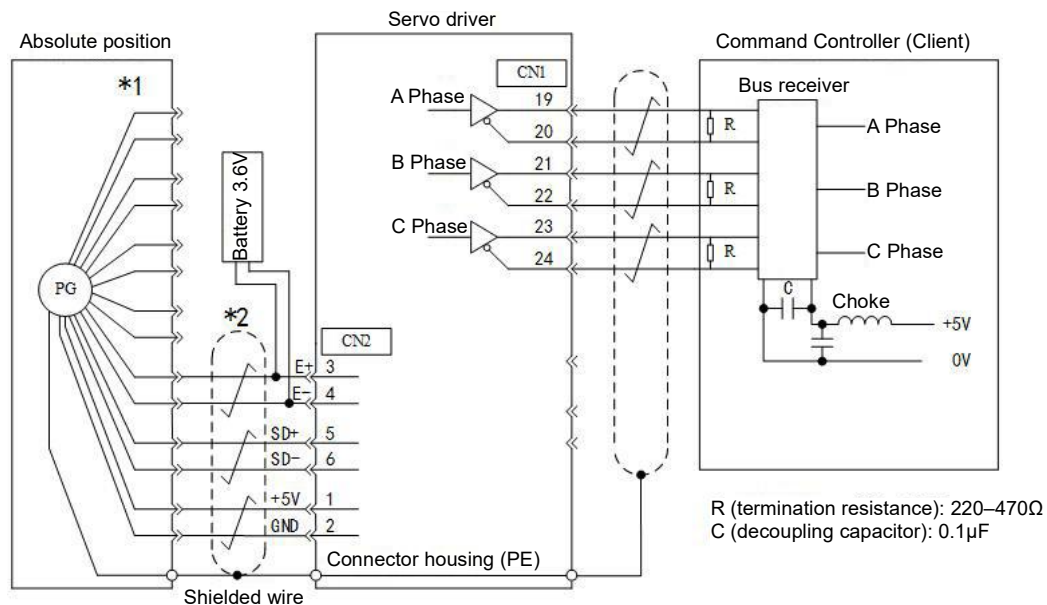 Servo driver
Absolute position
Command Controller (Client)
*1
CN1
Bus receiver
A Phase
19
20
R
A Phase
B Phase
21
22
R
B Phase
C Phase
23
24
R
C Phase
Battery 3.6V
PG
C
Choke
+5V
0V
*2
CN2
E+ 3
E- 4
SD+ 5
SD- 6
+5V 1
GND 2
R (termination resistance): 220–470Ω
C (decoupling capacitor): 0.1µF
Connector housing (PE)
Shielded wire